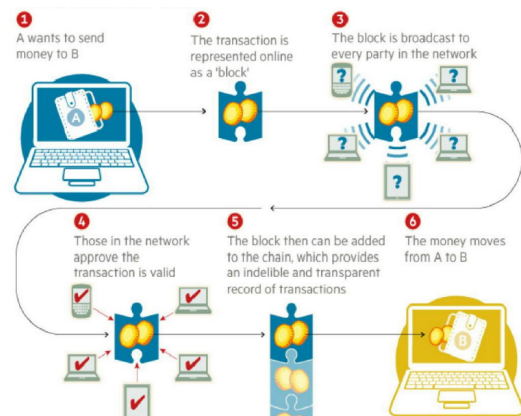 1
A wants to send
money to B
2
The transaction is
represented online
as a 'block'
3
The block is broadcast to
every party in the network
A
?
?
?
?
?
4
Those in the network
approve the
transaction is valid
5
The block then can be added
to the chain, which provides
an indelible and transparent
record of transactions
6
The money moves
from A to B
B